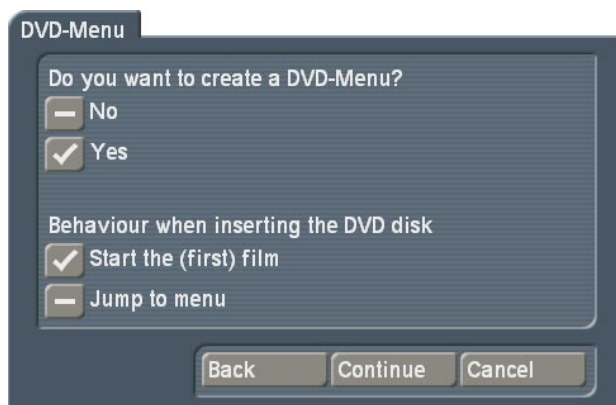 DVD-Menu
Do you want to create a DVD-Menu?
No
Yes
Behaviour when inserting the DVD disk
Start the (first) film
Jump to menu
Back
Continue
Cancel